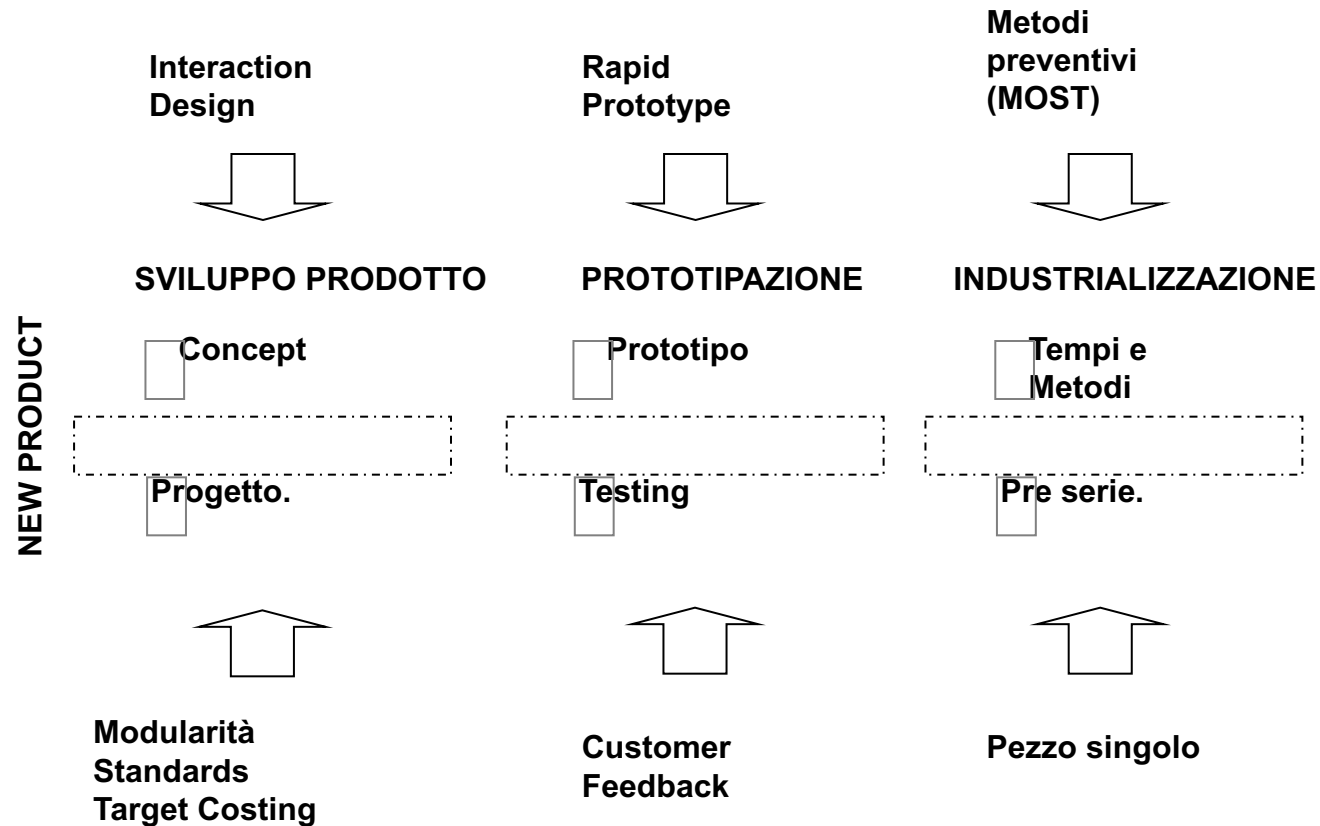 Interaction
Design
Rapid
Prototype
Metodi
preventivi
(MOST)
NEW PRODUCT
SVILUPPO PRODOTTO
PROTOTIPAZIONE
INDUSTRIALIZZAZIONE
Concept
Prototipo
Tempi e
Metodi
Progetto.
Testing
Pre serie.
Modularità
Standards
Target Costing
Customer
Feedback
Pezzo singolo